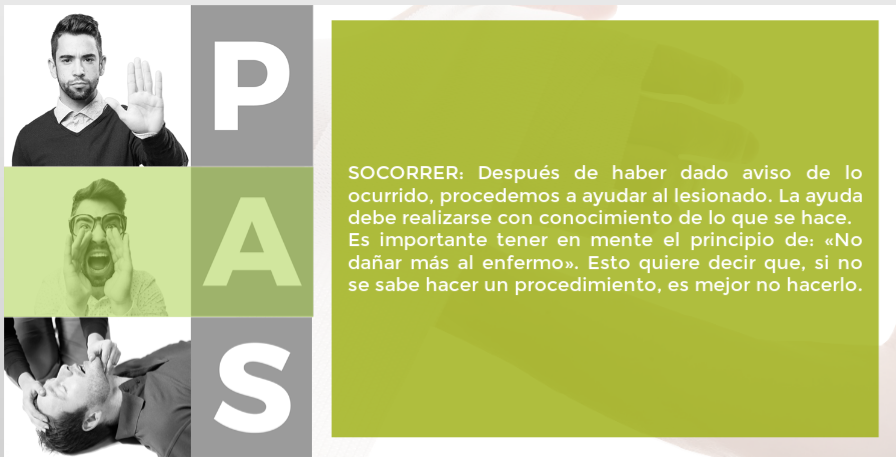 P
A
S
SOCORRER: Después de haber dado aviso de lo
ocurrido, procedemos a ayudar al lesionado. La ayuda
debe realizarse con conocimiento de lo que se hace.
Es importante tener en mente el principio de: «No
dañar más al enfermo». Esto quiere decir que, si no
se sabe hacer un procedimiento, es mejor no hacerlo.